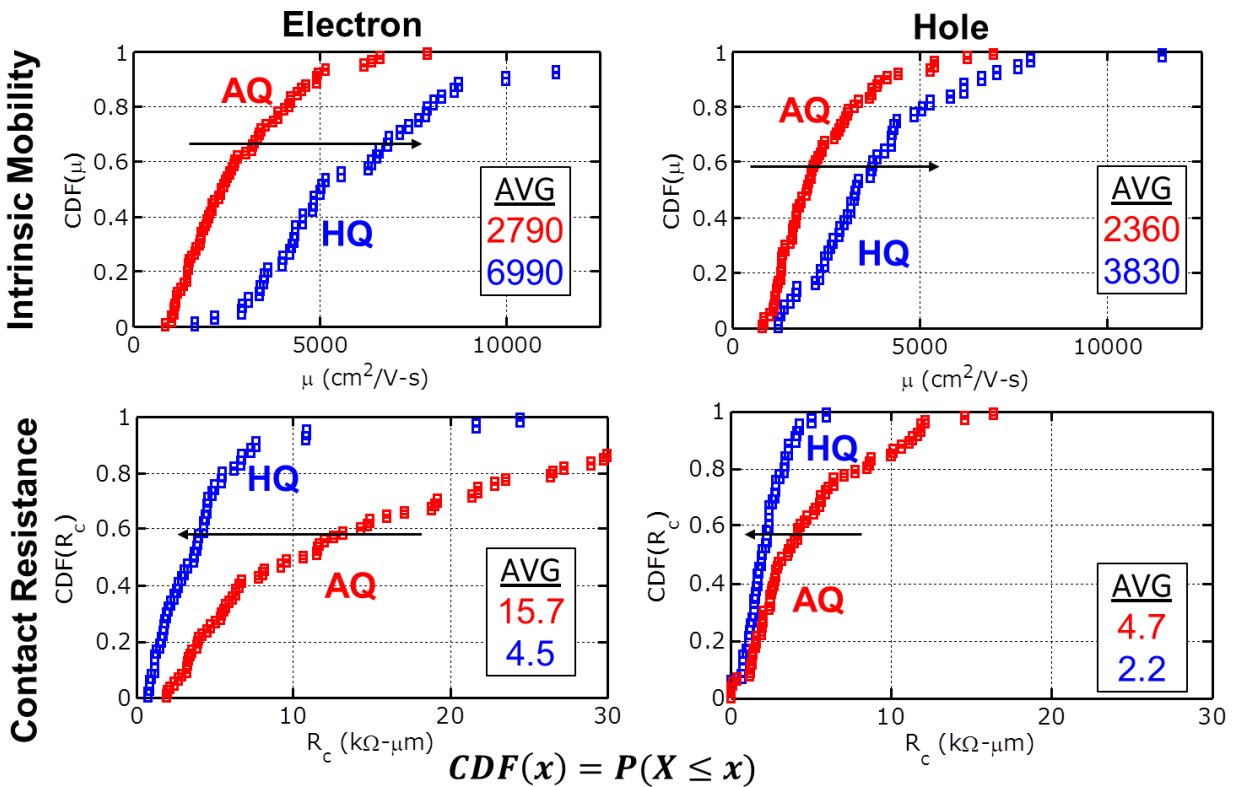 Electron
Hole
Intrinsic Mobility
CDF(μ)
1
0.8
0.6
0.4
0.2
0
AQ
HQ
AVG
2790
6990
0
5000
10000
μ (cm²/V-s)
CDF(μ)
1
0.8
0.6
0.4
0.2
0
AQ
HQ
AVG
2360
3830
0
5000
10000
μ (cm²/V-s)
Contact Resistance
CDF(R_c)
1
0.8
0.6
0.4
0.2
0
HQ
AQ
AVG
15.7
4.5
0
10
20
30
R_c (kΩ-μm)
CDF(R_c)
1
0.8
0.6
0.4
0.2
0
HQ
AQ
AVG
4.7
2.2
0
10
20
30
R_c (kΩ-μm)
CDF(x) = P(X ≤ x)